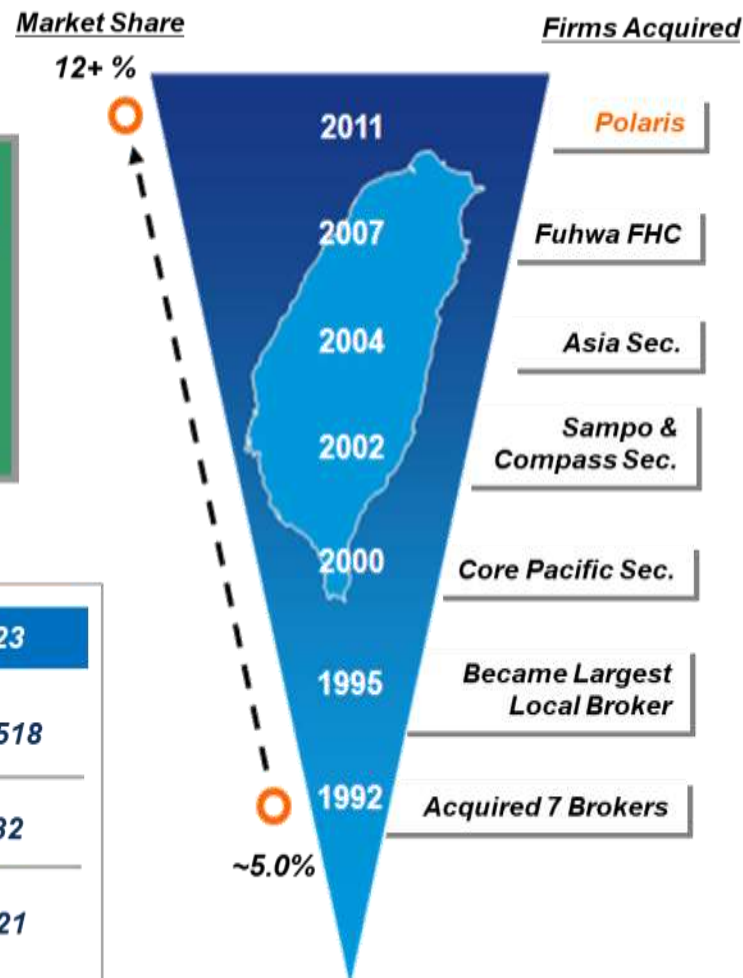 Market Share
Firms Acquired
12+ %
2011
Polaris
2007
Fuhwa FHC
2004
Asia Sec.
2002
Sampo &
Compass Sec.
2000
Core Pacific Sec.
1995
Became Largest
Local Broker
1992
Acquired 7 Brokers
~5.0%
23
518
32
21